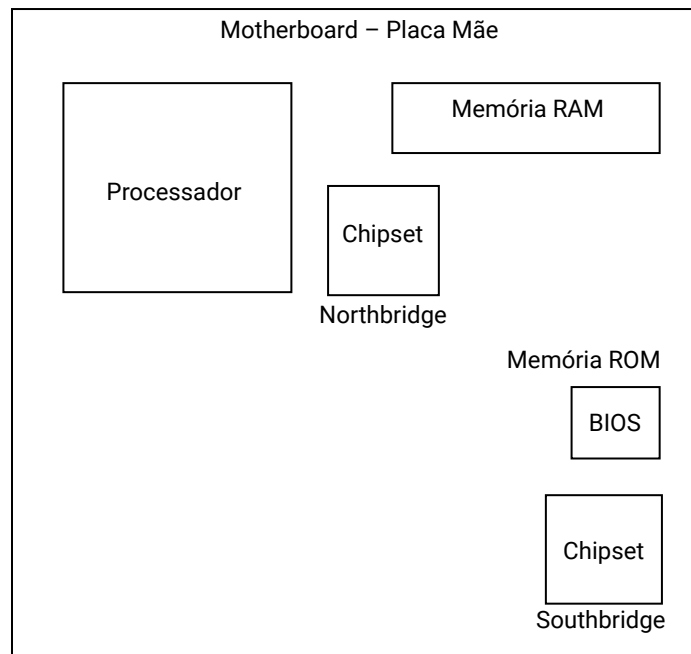 Motherboard – Placa Mãe
Memória RAM
Processador
Chipset
Northbridge
Memória ROM
BIOS
Chipset
Southbridge